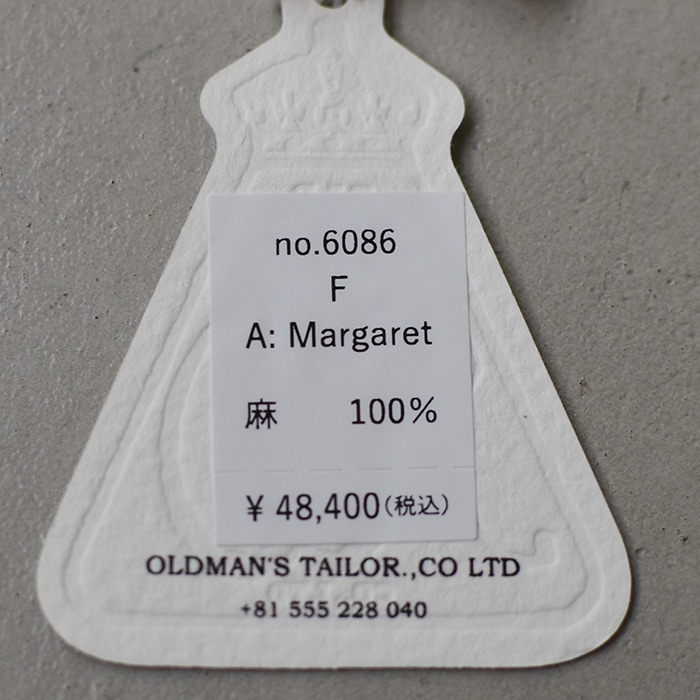 no.6086
F
A: Margaret
麻 100%
¥ 48,400(税込)
OLDMAN'S TAILOR.,CO LTD
+81 555 228 040